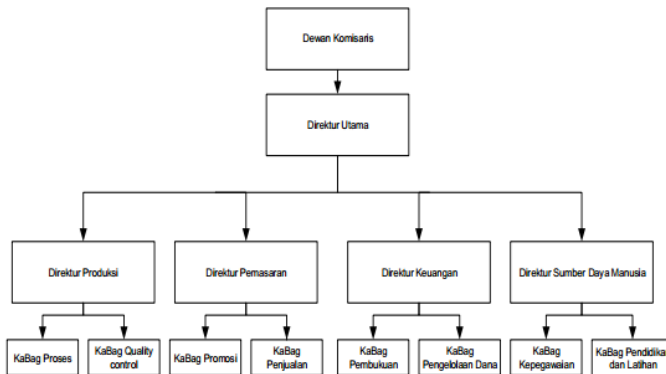 Dewan Komisaris
Direktur Utama
Direktur Produksi
Direktur Pemasaran
Direktur Keuangan
Direktur Sumber Daya Manusia
KaBag Proses
KaBag Quality
control
KaBag Promosi
KaBag
Penjualan
KaBag
Pembukuan
KaBag
Pengelolaan Dana
KaBag
Kepegawaian
KaBag Pendidika
dan Latihan